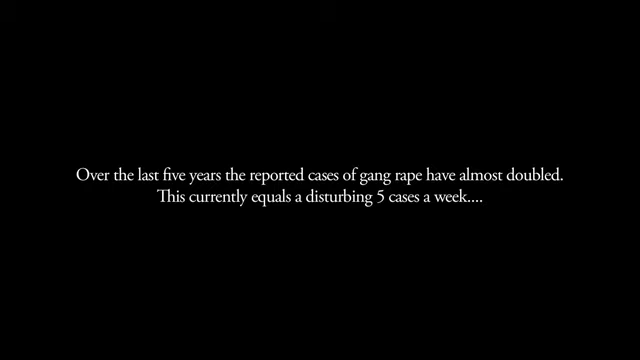 Over the last five years the reported cases of gang rape have almost doubled.
This currently equals a disturbing 5 cases a week....